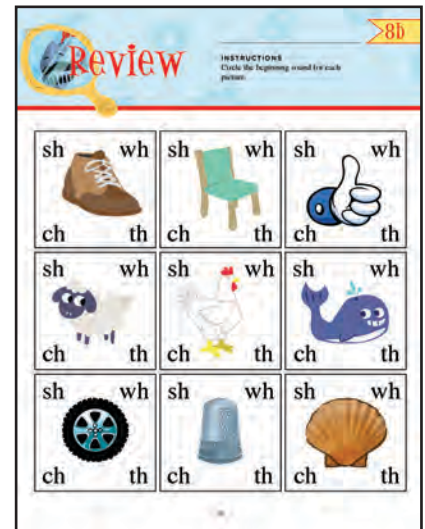 8b
Review
INSTRUCTIONS
Circle the beginning sound for each
picture.
sh wh sh wh sh wh
ch th ch th ch th
sh wh sh wh sh wh
ch th ch th ch th
sh wh sh wh sh wh
ch th ch th ch th